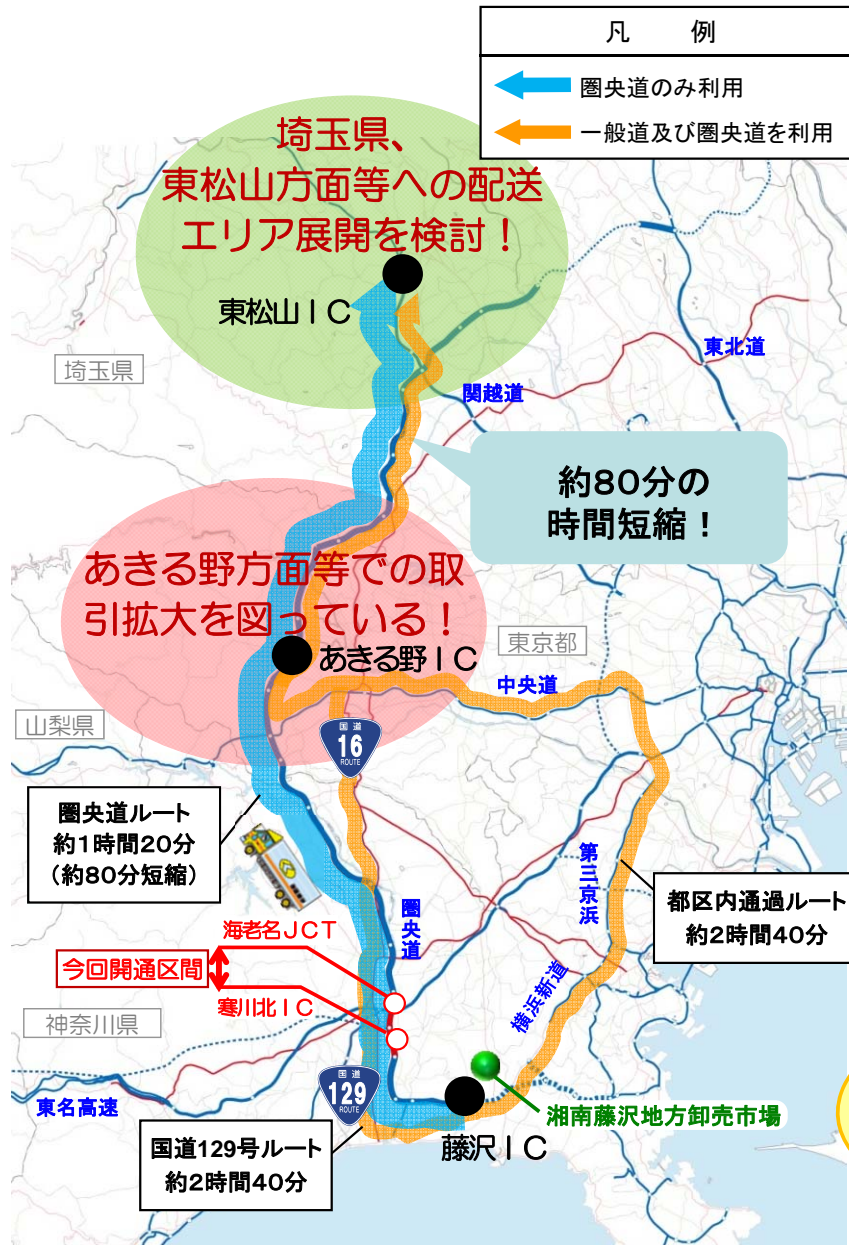 凡　例
圏央道のみ利用
一般道及び圏央道を利用
埼玉県、
東松山方面等への配送
エリア展開を検討！
東松山ＩＣ
埼玉県
東北道
関越道
約80分の
時間短縮！
あきる野方面等での取
引拡大を図っている！
あきる野ＩＣ
東京都
中央道
山梨県
国道
16
ROUTE
圏央道ルート
約1時間20分
（約80分短縮）
第三京浜
都区内通過ルート
約2時間40分
圏央道
海老名ＪＣＴ
今回開通区間
寒川北ＩＣ
横浜新道
神奈川県
国道
129
ROUTE
東名高速
湘南藤沢地方卸売市場
藤沢ＩＣ
国道129号ルート
約2時間40分